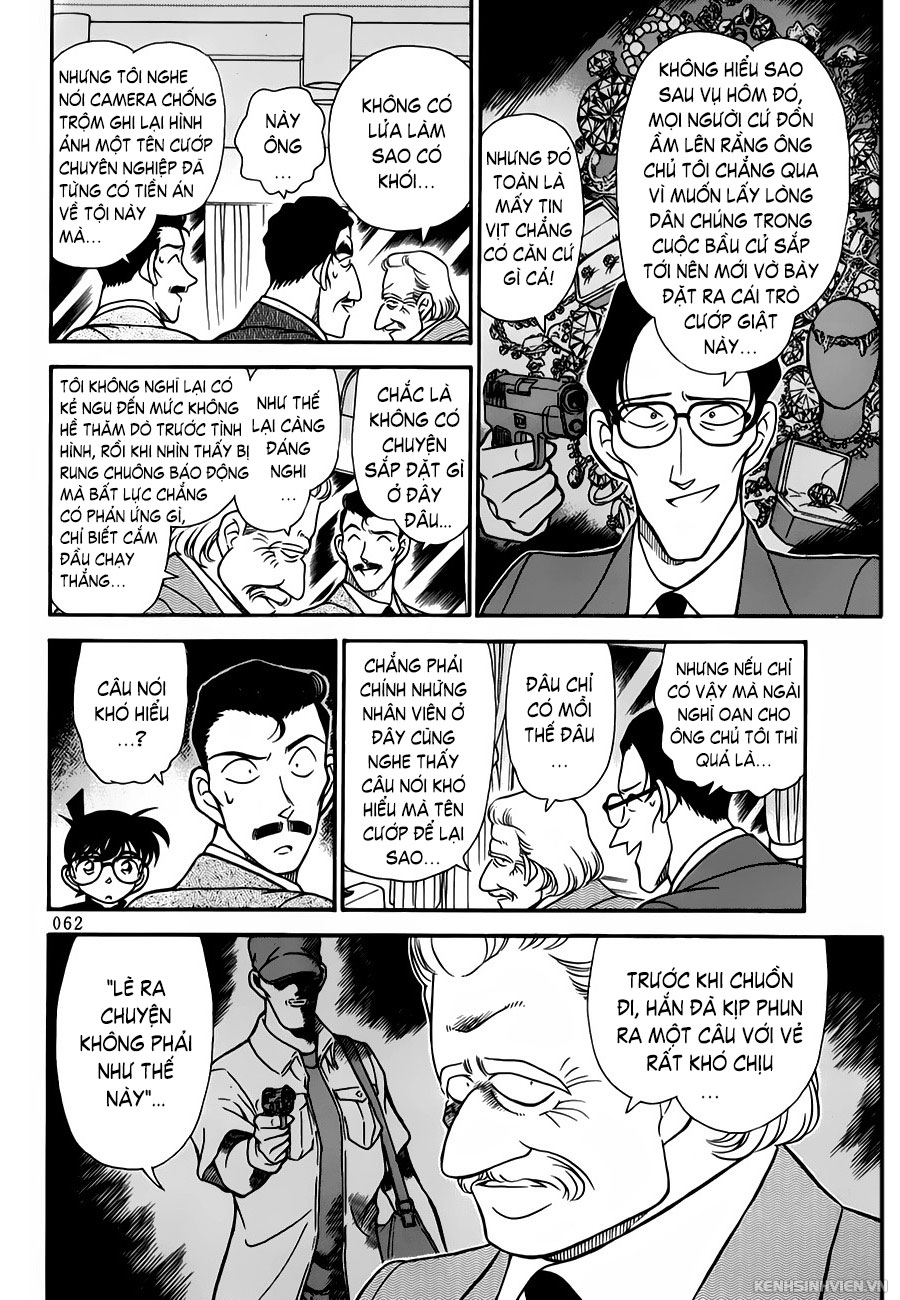 KHÔNG HIỂU SAO
SAU VỤ HÔM ĐÓ,
MỌI NGƯỜI CỨ ĐỒN
ẦM LÊN RẰNG ÔNG
CHỦ TÔI CHẲNG QUA
VÌ MUỐN LẤY LÒNG
DÂN CHÚNG TRONG
CUỘC BẦU CỬ SẮP
TỚI NÊN MỚI VỜ BÀY
ĐẶT RA CÁI TRÒ
CƯỚP GIẬT
NÀY...
NHƯNG ĐÓ
TOÀN LÀ
MẤY TIN
VỊT CHẲNG
CÓ CĂN CỨ
GÌ CẢ!
KHÔNG CÓ
LỬA LÀM
SAO CÓ
KHÓI...
NÀY
ÔNG
...
NHƯNG TÔI NGHE
NÓI CAMERA CHỐNG
TRỘM GHI LẠI HÌNH
ẢNH MỘT TÊN CƯỚP
CHUYÊN NGHIỆP ĐÃ
TỪNG CÓ TIỀN ÁN
VỀ TỘI NÀY
MÀ...
CHẮC LÀ
KHÔNG CÓ
CHUYỆN
SẮP ĐẶT GÌ
Ở ĐÂY
ĐÂU...
NHƯ THẾ
LẠI CÀNG
ĐÁNG
NGHI
...
TÔI KHÔNG NGHĨ LẠI CÓ
KẺ NGU ĐẾN MỨC KHÔNG
HỀ THĂM DÒ TRƯỚC TÌNH
HÌNH, RỒI KHI NHÌN THẤY BỊ
RUNG CHUÔNG BÁO ĐỘNG
MÀ BẤT LỰC CHẲNG
CÓ PHẢN ỨNG GÌ,
CHỈ BIẾT CẮM
ĐẦU CHẠY
THẲNG...
NHƯNG NẾU CHỈ
CÓ VẬY MÀ NGÀI
NGHĨ OAN CHO
ÔNG CHỦ TÔI THÌ
QUẢ LÀ...
ĐÂU CHỈ
CÓ MỖI
THẾ ĐÂU
...
CHẲNG PHẢI
CHÍNH NHỮNG
NHÂN VIÊN Ở
ĐÂY CŨNG
NGHE THẤY
CÂU NÓI KHÓ
HIỂU MÀ TÊN
CƯỚP ĐỂ LẠI
SAO...
CÂU NÓI
KHÓ HIỂU
...?
062
TRƯỚC KHI CHUỒN
ĐI, HẮN ĐÃ KỊP PHUN
RA MỘT CÂU VỚI VẺ
RẤT KHÓ CHỊU
...
"LẼ RA
CHUYỆN
KHÔNG PHẢI
NHƯ THẾ
NÀY"...
KENHSINHVIEN.VN